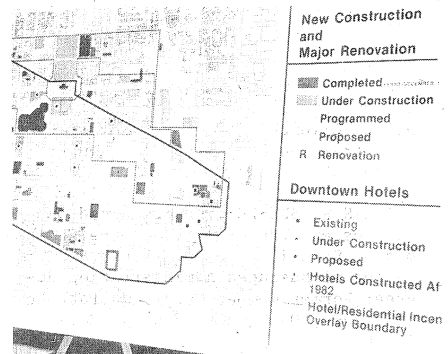 New Construction
and
Major Renovation
Completed
Under Construction
Programmed
Proposed
R Renovation
Downtown Hotels
Existing
Under Construction
Proposed
Hotels Constructed Af
1982
Hotel/Residential Incen
Overlay Boundary